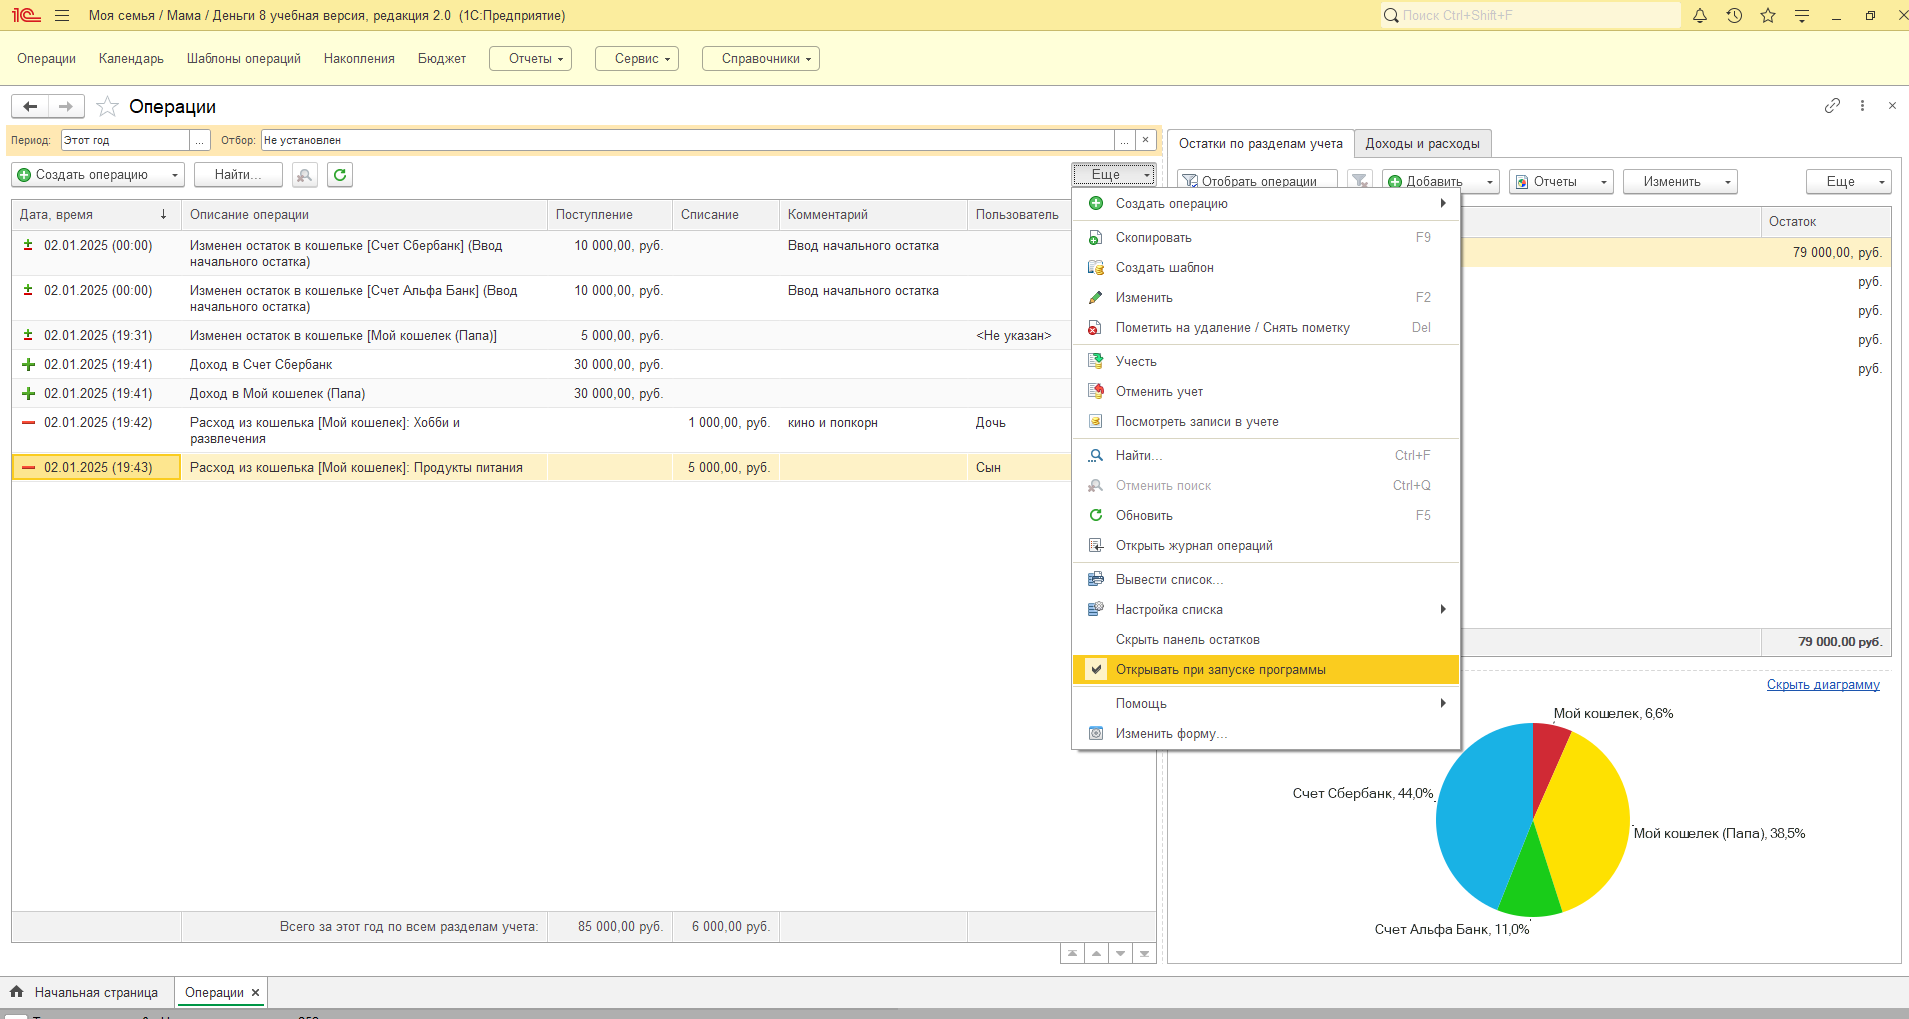 Моя семья / Мама / Деньги 8 учебная версия, редакция 2.0 (1С:Предприятие)
Поиск Ctrl+Shift+F
Операции Календарь Шаблоны операций Накопления Бюджет Отчеты Сервис Справочники
Операции
Период: Этот год ... Отбор: Не установлен ... ×
Создать операцию Найти... Еще
Дата, время ↓ Описание операции Поступление Списание Комментарий Пользователь
02.01.2025 (00:00) Изменен остаток в кошельке [Счет Сбербанк] (Ввод 10 000,00, руб. Ввод начального остатка
начального остатка)
02.01.2025 (00:00) Изменен остаток в кошельке [Счет Альфа Банк] (Ввод 10 000,00, руб. Ввод начального остатка
начального остатка)
02.01.2025 (19:31) Изменен остаток в кошельке [Мой кошелек (Папа)] 5 000,00, руб. <Не указан>
02.01.2025 (19:41) Доход в Счет Сбербанк 30 000,00, руб.
02.01.2025 (19:41) Доход в Мой кошелек (Папа) 30 000,00, руб.
02.01.2025 (19:42) Расход из кошелька [Мой кошелек]: Хобби и 1 000,00, руб. кино и попкорн Дочь
развлечения
02.01.2025 (19:43) Расход из кошелька [Мой кошелек]: Продукты питания 5 000,00, руб. Сын
Всего за этот год по всем разделам учета: 85 000,00 руб. 6 000,00 руб.
Создать операцию
Скопировать F9
Создать шаблон
Изменить F2
Пометить на удаление / Снять пометку Del
Учесть
Отменить учет
Посмотреть записи в учете
Найти... Ctrl+F
Отменить поиск Ctrl+Q
Обновить F5
Открыть журнал операций
Вывести список...
Настройка списка
Скрыть панель остатков
Открывать при запуске программы
Помощь
Изменить форму...
Остатки по разделам учета Доходы и расходы
Отобрать операции Добавить Отчеты Изменить Еще
Остаток
79 000,00, руб.
руб.
руб.
руб.
руб.
79 000,00 руб.
Скрыть диаграмму
Мой кошелек, 6,6%
Счет Сбербанк, 44,0%
Мой кошелек (Папа), 38,5%
Счет Альфа Банк, 11,0%
Начальная страница Операции ×